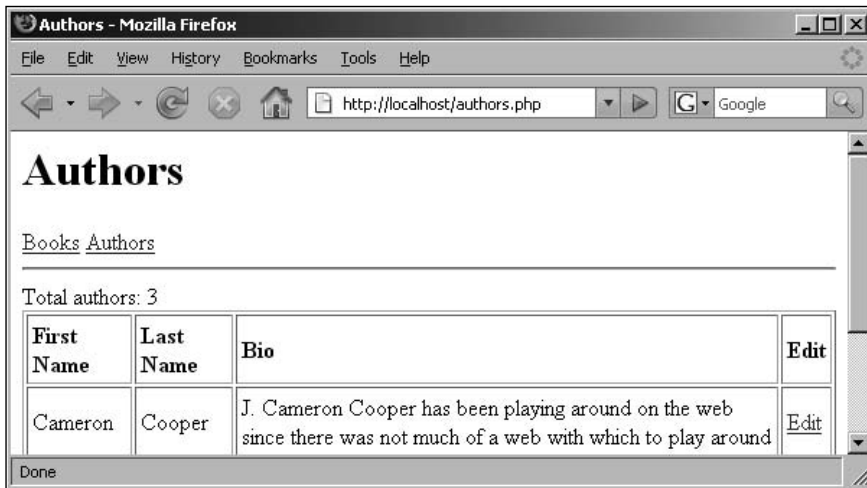 Authors - Mozilla Firefox
File Edit View History Bookmarks Tools Help
http://localhost/authors.php
G Google
Authors
Books Authors
Total authors: 3
First Name Last Name Bio Edit
Cameron Cooper J. Cameron Cooper has been playing around on the web
since there was not much of a web with which to play around Edit
Done